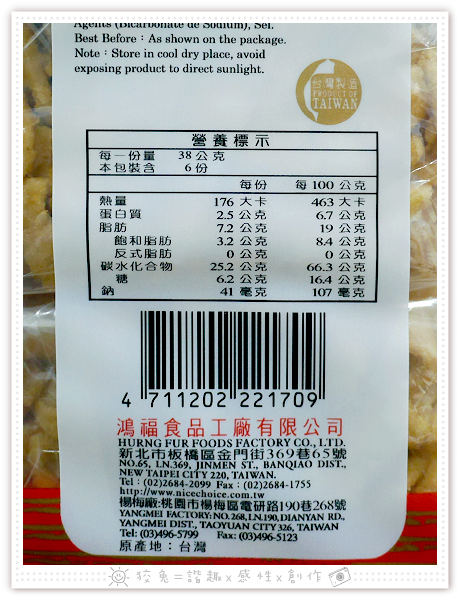 Agents (Bicarbonate de Sodium), Sel.
Best Before：As shown on the package.
Note：Store in cool dry place, avoid
exposing product to direct sunlight.
台灣製造
PRODUCT OF
TAIWAN
營養標示
每一份量 38 公克
本包裝含 6 份
每份 每 100 公克
熱量 176 大卡 463 大卡
蛋白質 2.5 公克 6.7 公克
脂肪 7.2 公克 19 公克
飽和脂肪 3.2 公克 8.4 公克
反式脂肪 0 公克 0 公克
碳水化合物 25.2 公克 66.3 公克
糖 6.2 公克 16.4 公克
鈉 41 毫克 107 毫克
4 711202 221709
鴻福食品工廠有限公司
HURNG FUR FOODS FACTORY CO., LTD.
新北市板橋區金門街369巷65號
NO.65, LN.369, JINMEN ST., BANQIAO DIST.,
NEW TAIPEI CITY 220, TAIWAN.
Tel：(02)2684-2099 Fax：(02)2684-1755
http://www.nicechoice.com.tw
楊梅廠:桃園市楊梅區電研路190巷268號
YANGMEI FACTORY: NO.268, LN.190, DIANYAN RD.,
YANGMEI DIST., TAOYUAN CITY 326, TAIWAN
Tel: (03)496-5799 Fax: (03)496-5123
原產地：台灣
狡兔=諧趣x感性x創作